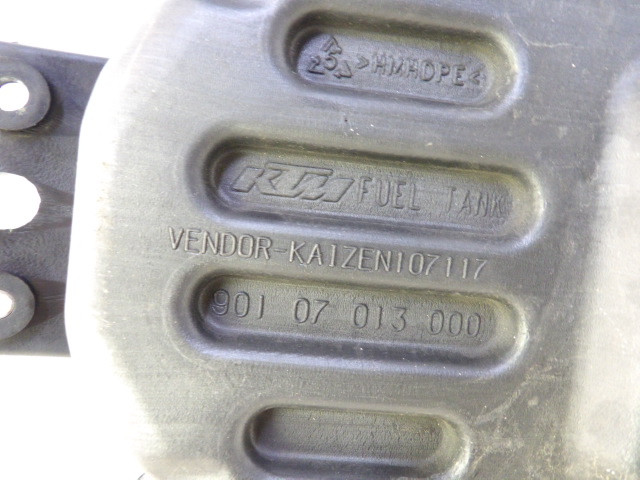 >HMHDPE<
KTM FUEL TANK
VENDOR-KAIZEN107117
901 07 013 000